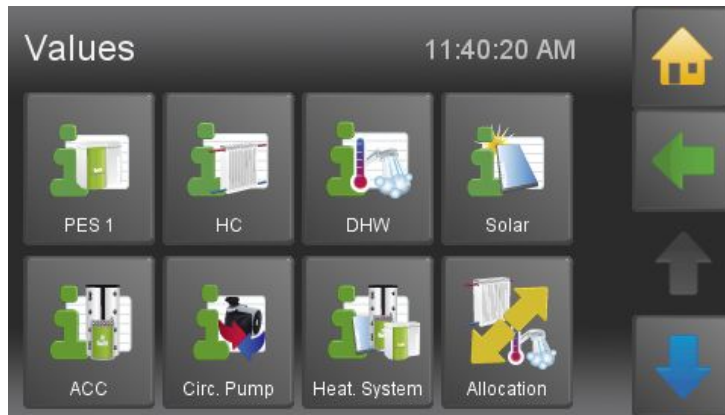 Values 11:40:20 AM
PES 1 HC DHW Solar
ACC Circ. Pump Heat. System Allocation